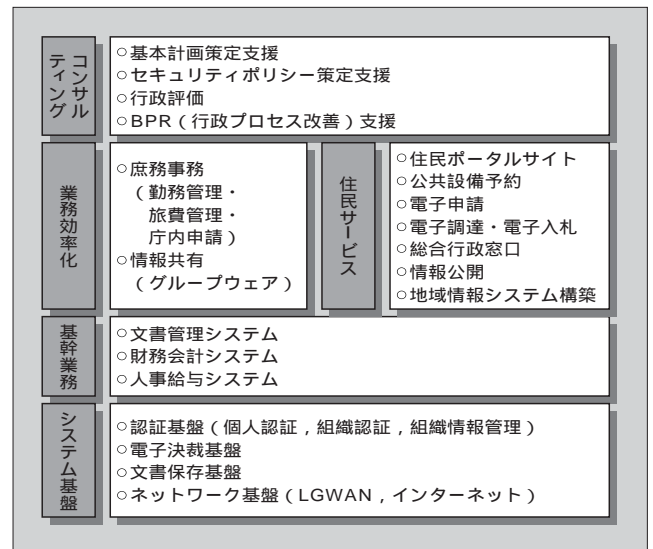 コンサルティング
○基本計画策定支援
○セキュリティポリシー策定支援
○行政評価
○BPR(行政プロセス改善)支援
業務効率化
○庶務事務
(勤務管理・
旅費管理・
庁内申請)
○情報共有
(グループウェア)
住民サービス
○住民ポータルサイト
○公共設備予約
○電子申請
○電子調達・電子入札
○総合行政窓口
○情報公開
○地域情報システム構築
基幹業務
○文書管理システム
○財務会計システム
○人事給与システム
システム基盤
○認証基盤(個人認証,組織認証,組織情報管理)
○電子決裁基盤
○文書保存基盤
○ネットワーク基盤(LGWAN,インターネット)